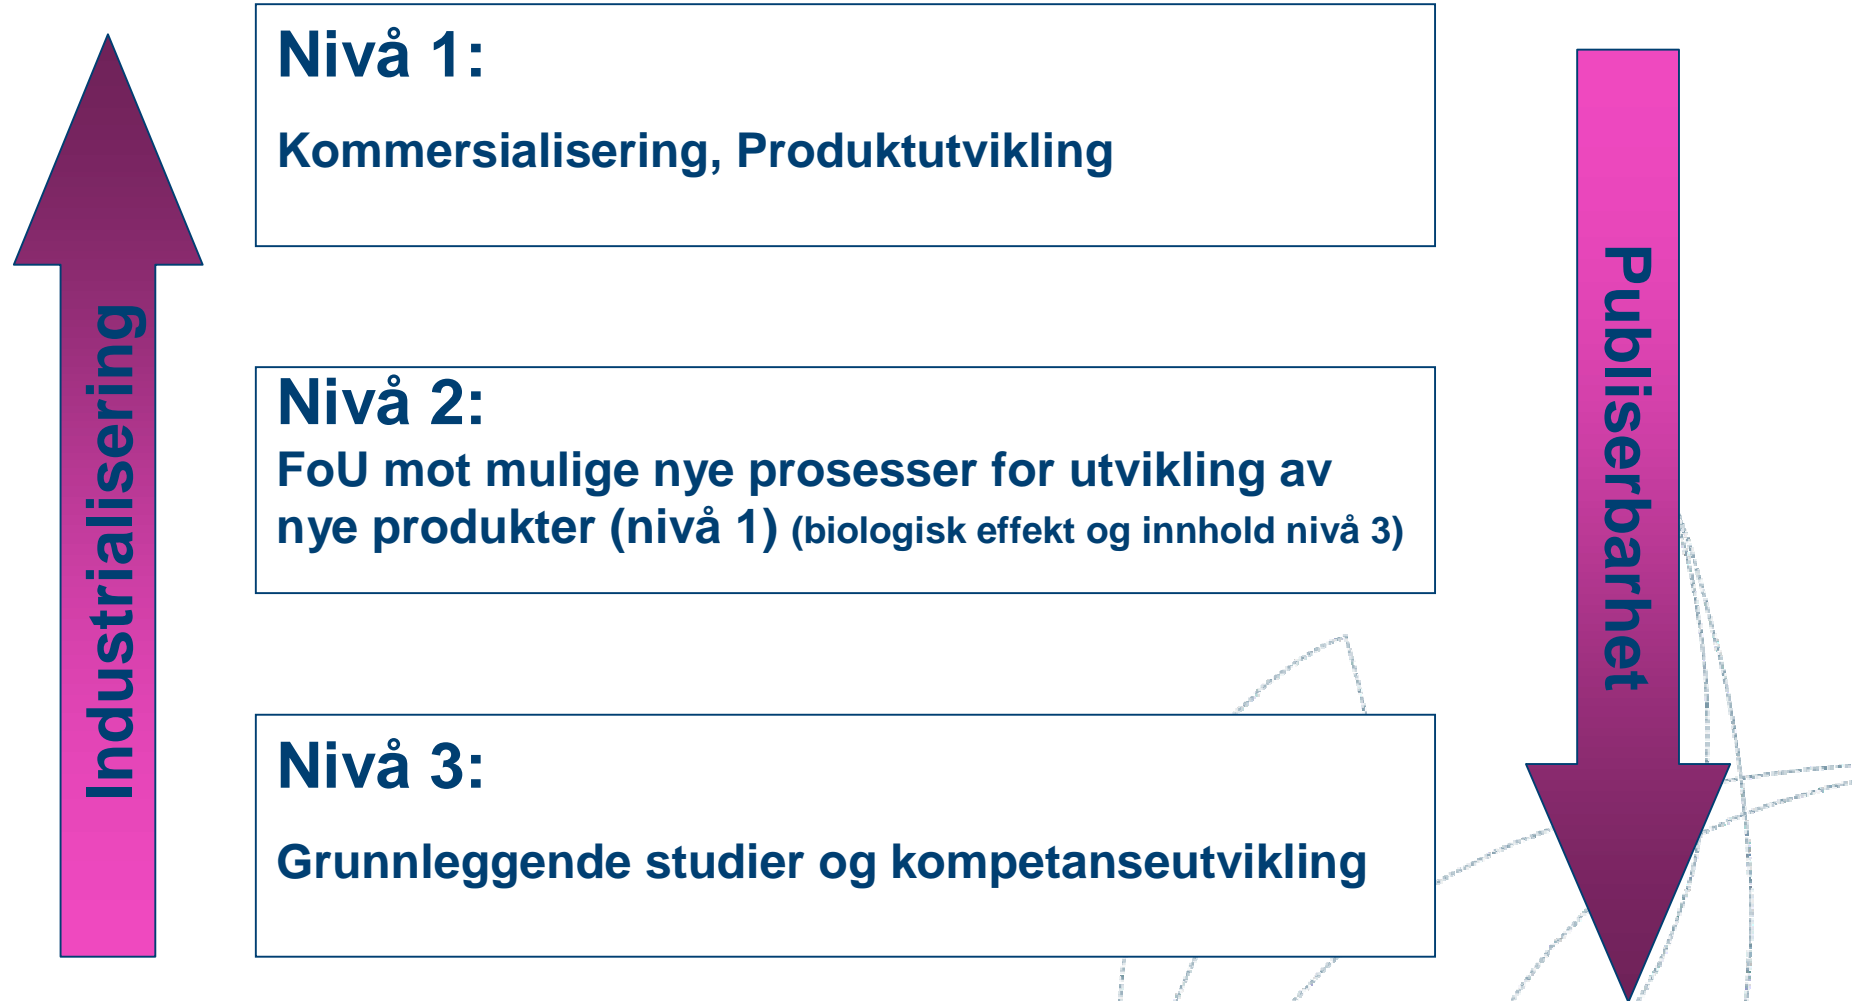 Industrialisering
Nivå 1:
Kommersialisering, Produktutvikling
Nivå 2:
FoU mot mulige nye prosesser for utvikling av
nye produkter (nivå 1) (biologisk effekt og innhold nivå 3)
Nivå 3:
Grunnleggende studier og kompetanseutvikling
Publiserbarhet